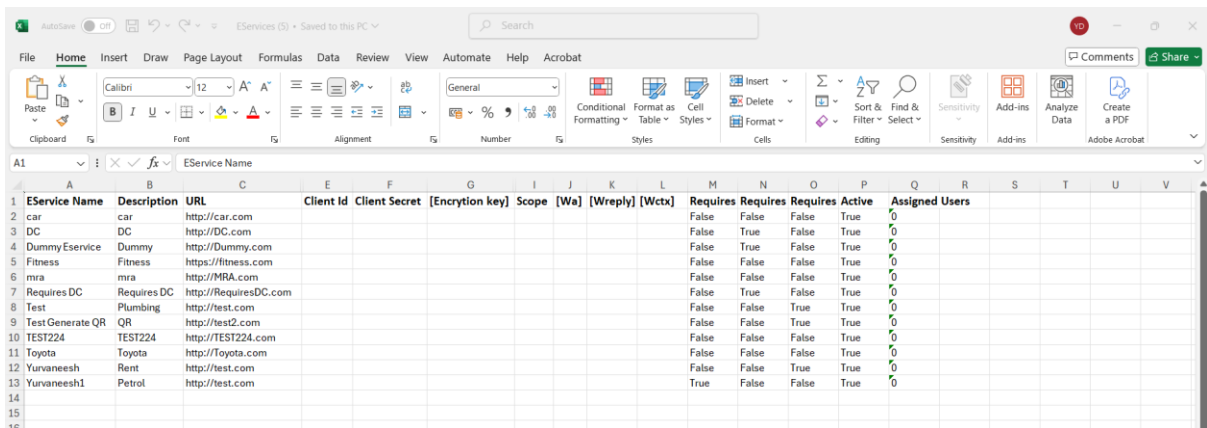 AutoSave Off EServices (5) • Saved to this PC Search YD
File Home Insert Draw Page Layout Formulas Data Review View Automate Help Acrobat Comments Share
Paste Calibri 12 A^ A˅ General Conditional Formatting Format as Table Cell Styles Insert Delete Format Sort & Filter Find & Select Sensitivity Add-ins Analyze Data Create a PDF
B I U A % 9
Clipboard Font Alignment Number Styles Cells Editing Sensitivity Add-ins Adobe Acrobat
A1 fx EService Name
A B C E F G I J K L M N O P Q R S T U V
1 EService Name Description URL Client Id Client Secret [Encrytion key] Scope [Wa] [Wreply] [Wctx] Requires Requires Requires Active Assigned Users
2 car car http://car.com False False False True 0
3 DC DC http://DC.com False True False True 0
4 Dummy Eservice Dummy http://Dummy.com False True False True 0
5 Fitness Fitness https://fitness.com False False False True 0
6 mra mra http://MRA.com False False False True 0
7 Requires DC Requires DC http://RequiresDC.com False True False True 0
8 Test Plumbing http://test.com False False True True 0
9 Test Generate QR QR http://test2.com False False True True 0
10 TEST224 TEST224 http://TEST224.com False False False True 0
11 Toyota Toyota http://Toyota.com False False False True 0
12 Yurvaneesh Rent http://test.com False False True True 0
13 Yurvaneesh1 Petrol http://test.com True False False True 0
14
15
16